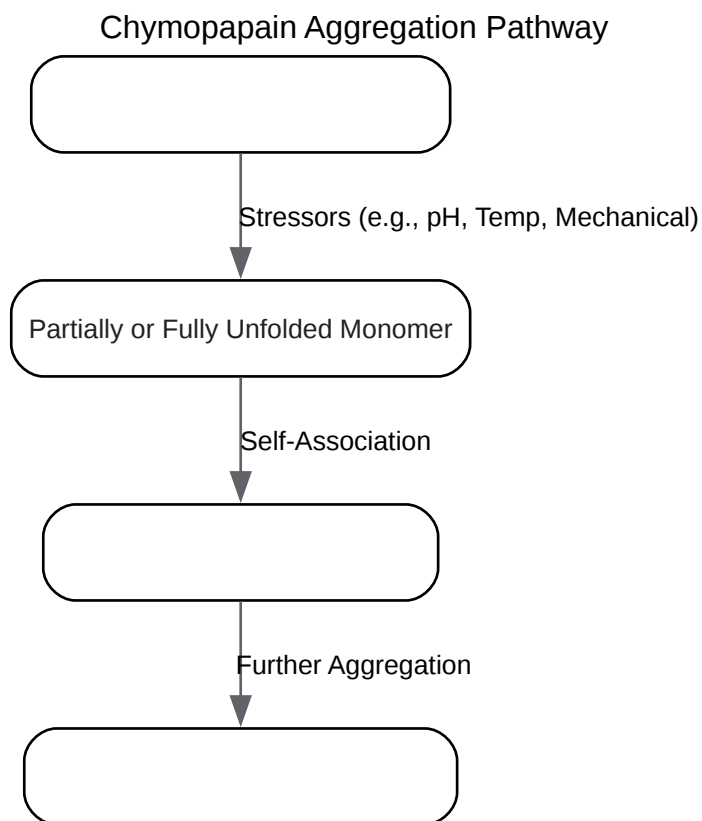 Chymopapain Aggregation Pathway
Stressors (e.g., pH, Temp, Mechanical)
Partially or Fully Unfolded Monomer
Self-Association
Further Aggregation